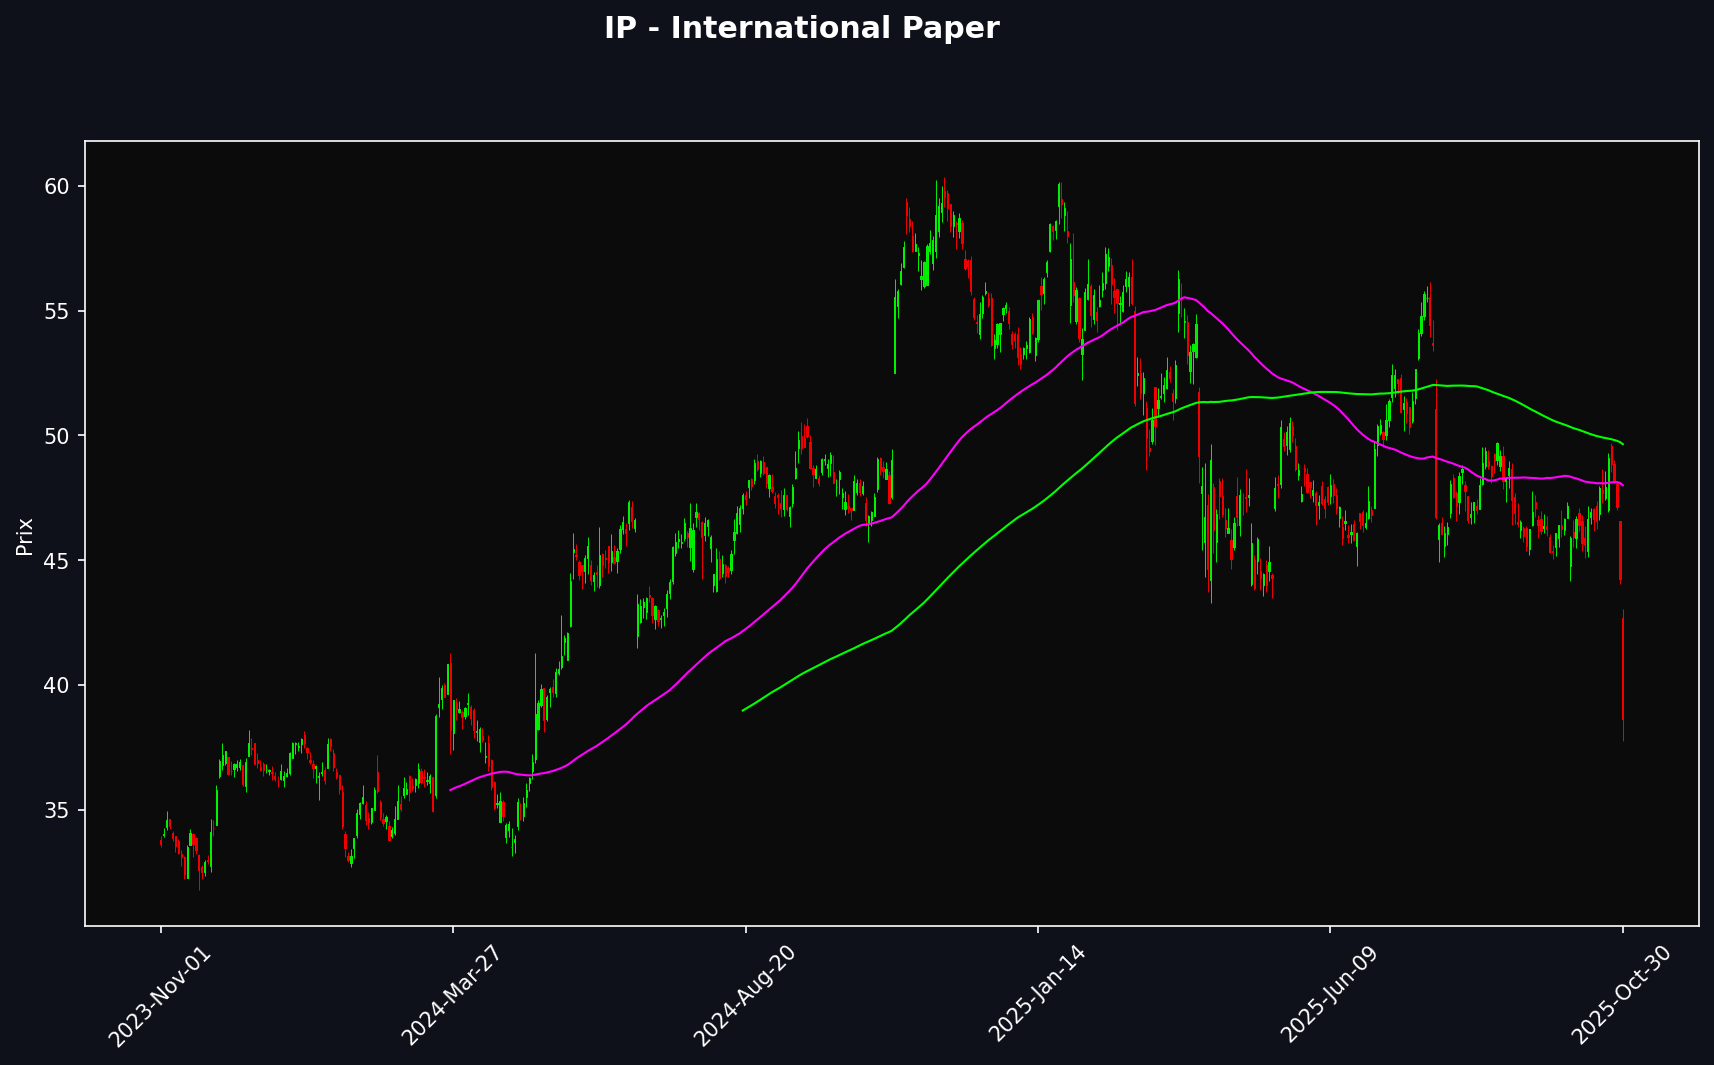 IP - International Paper
Prix
60
55
50
45
40
35
2023-Nov-01
2024-Mar-27
2024-Aug-20
2025-Jan-14
2025-Jun-09
2025-Oct-30